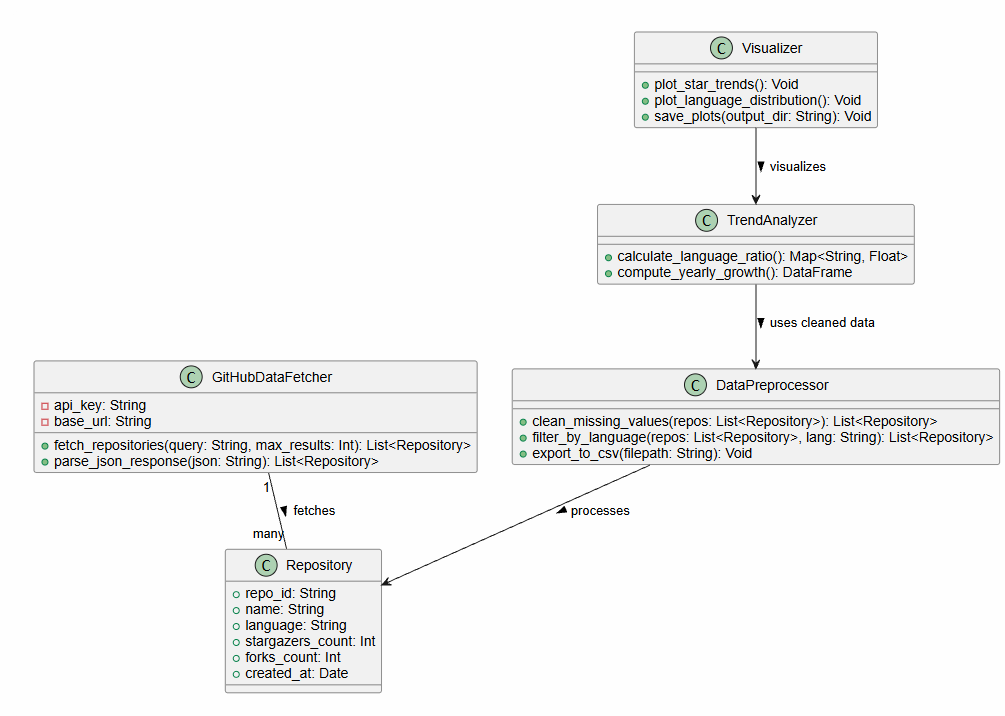 C Visualizer
plot_star_trends(): Void
plot_language_distribution(): Void
save_plots(output_dir: String): Void
visualizes
C TrendAnalyzer
calculate_language_ratio(): Map<String, Float>
compute_yearly_growth(): DataFrame
uses cleaned data
C GitHubDataFetcher
api_key: String
base_url: String
fetch_repositories(query: String, max_results: Int): List<Repository>
parse_json_response(json: String): List<Repository>
C DataPreprocessor
clean_missing_values(repos: List<Repository>): List<Repository>
filter_by_language(repos: List<Repository>, lang: String): List<Repository>
export_to_csv(filepath: String): Void
1
fetches
many
processes
C Repository
repo_id: String
name: String
language: String
stargazers_count: Int
forks_count: Int
created_at: Date